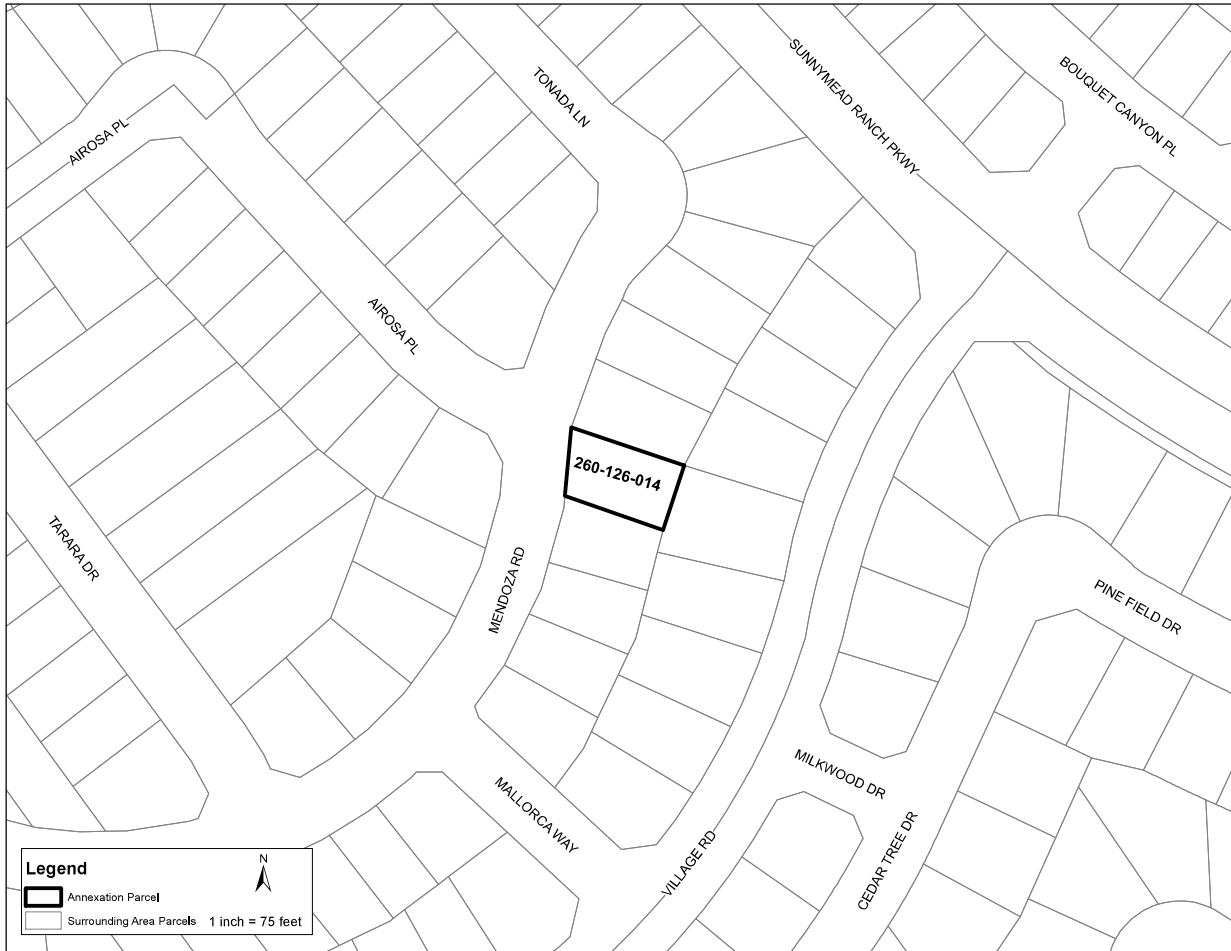 SUNNYMEAD RANCH PKWY
BOUQUET CANYON PL
TONADA LN
AIROSA PL
AIROSA PL
260-126-014
TARARA DR
MENDOZA RD
PINE FIELD DR
MILKWOOD DR
MALLORCA WAY
VILLAGE RD
CEDAR TREE DR
Legend
N
Annexation Parcel
Surrounding Area Parcels 1 inch = 75 feet